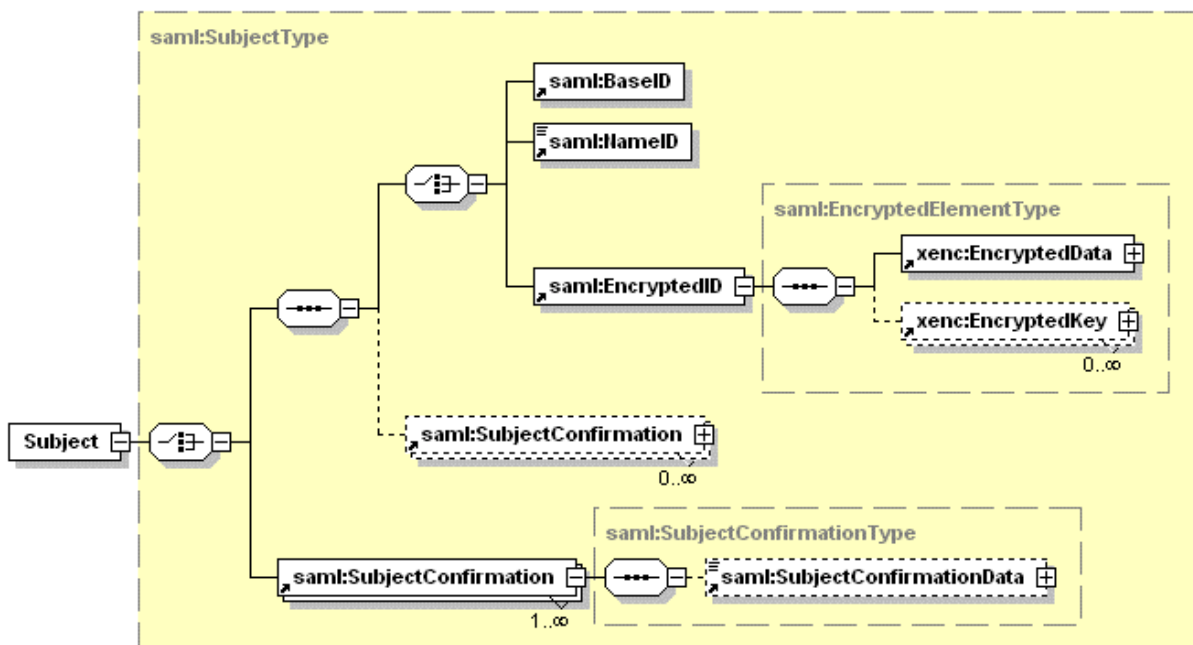 saml:SubjectType
saml:BaseID
saml:NameID
saml:EncryptedElementType
xenc:EncryptedData
saml:EncryptedID
xenc:EncryptedKey
0..∞
saml:SubjectConfirmation
Subject
0..∞
saml:SubjectConfirmationType
saml:SubjectConfirmation
saml:SubjectConfirmationData
1..∞